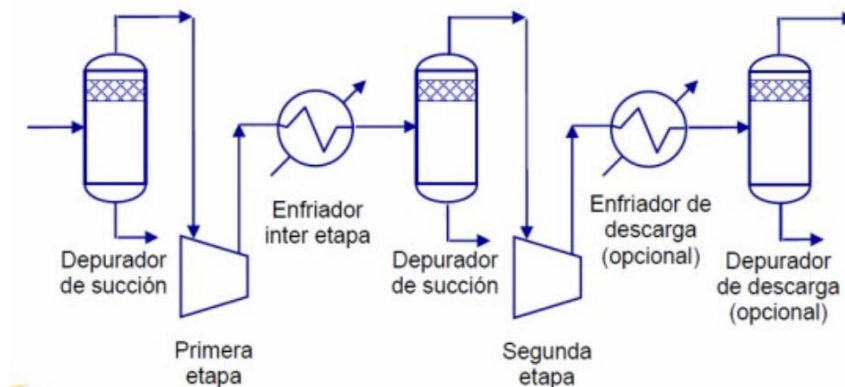 Depurador
de succión
Primera
etapa
Enfriador
inter etapa
Depurador
de succión
Segunda
etapa
Enfriador de
descarga
(opcional)
Depurador
de descarga
(opcional)